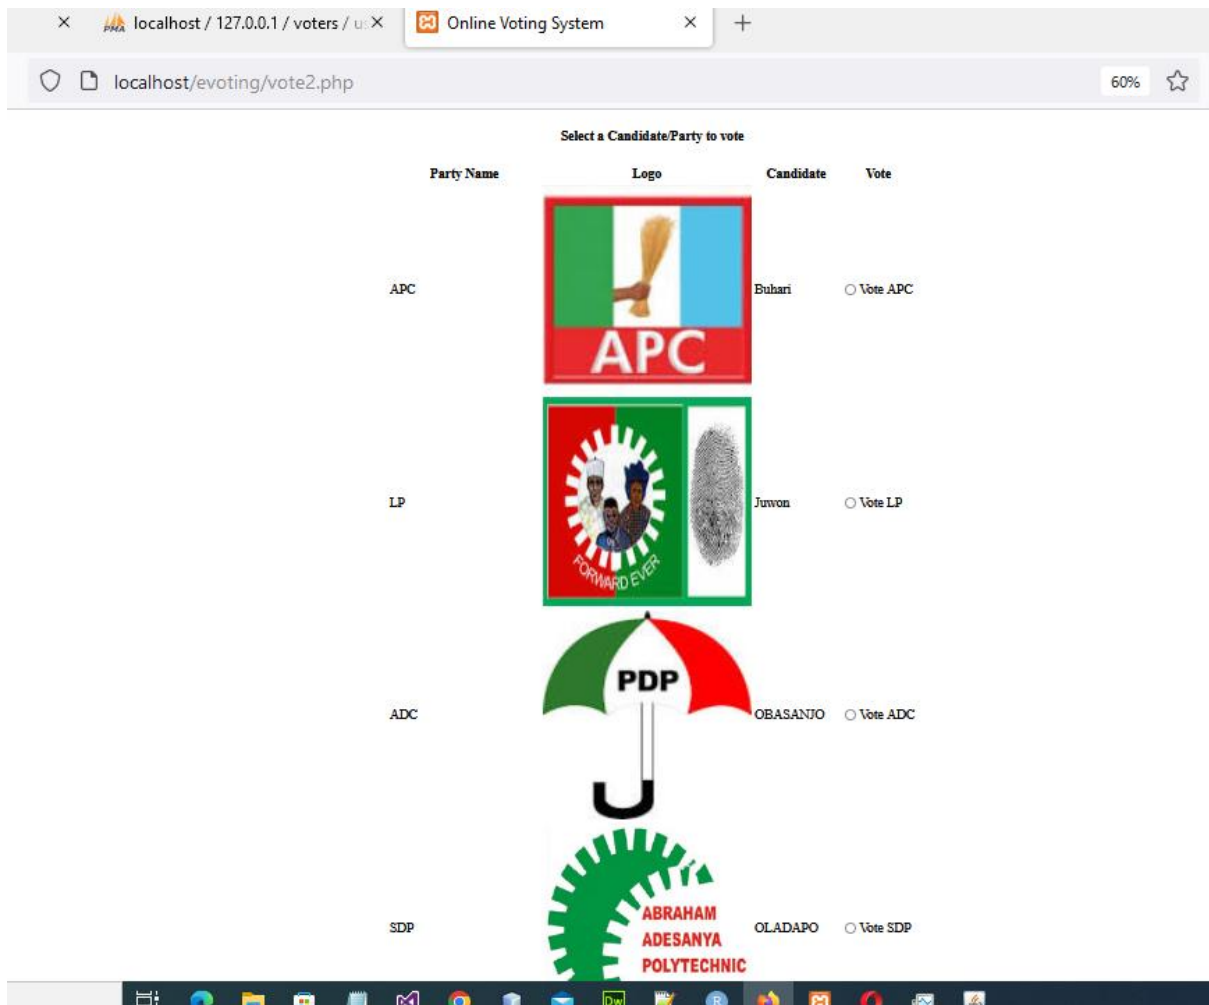 localhost / 127.0.0.1 / voters / us
Online Voting System
localhost/evoting/vote2.php
60%
Select a Candidate/Party to vote
Party Name Logo Candidate Vote
APC
APC Buhari Vote APC
LP Juwon Vote LP
FORWARD EVER
PDP
ADC OBASANJO Vote ADC
ABRAHAM
SDP ADESANYA OLADAPO Vote SDP
POLYTECHNIC
Dw
R